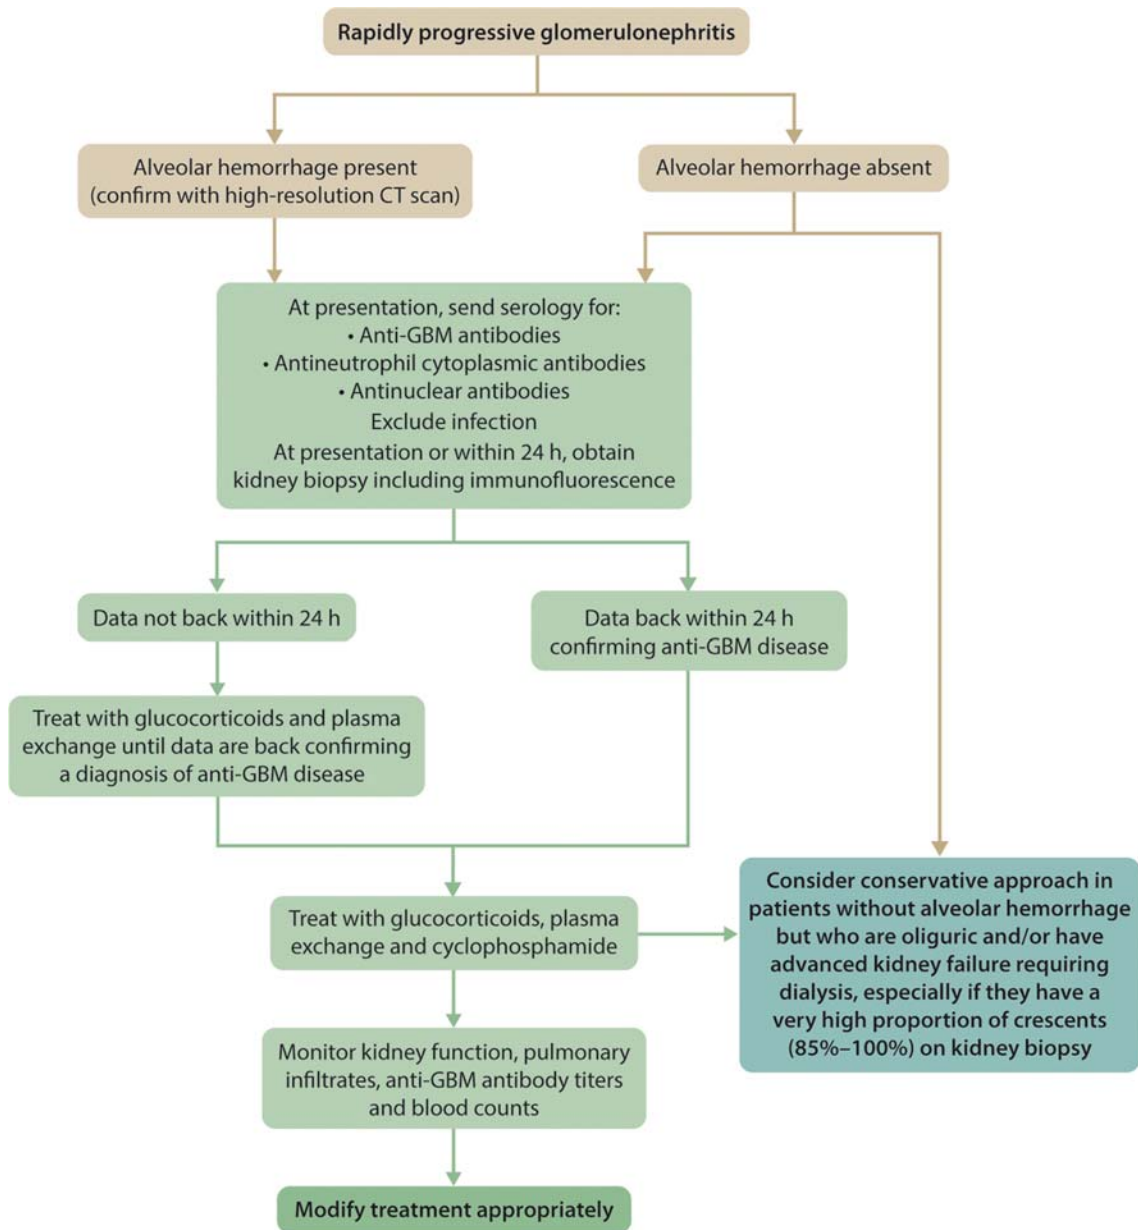 Rapidly progressive glomerulonephritis
Alveolar hemorrhage present
(confirm with high-resolution CT scan)
Alveolar hemorrhage absent
At presentation, send serology for:
• Anti-GBM antibodies
• Antineutrophil cytoplasmic antibodies
• Antinuclear antibodies
Exclude infection
At presentation or within 24 h, obtain
kidney biopsy including immunofluorescence
Data not back within 24 h
Data back within 24 h
confirming anti-GBM disease
Treat with glucocorticoids and plasma
exchange until data are back confirming
a diagnosis of anti-GBM disease
Treat with glucocorticoids, plasma
exchange and cyclophosphamide
Consider conservative approach in
patients without alveolar hemorrhage
but who are oliguric and/or have
advanced kidney failure requiring
dialysis, especially if they have a
very high proportion of crescents
(85%–100%) on kidney biopsy
Monitor kidney function, pulmonary
infiltrates, anti-GBM antibody titers
and blood counts
Modify treatment appropriately